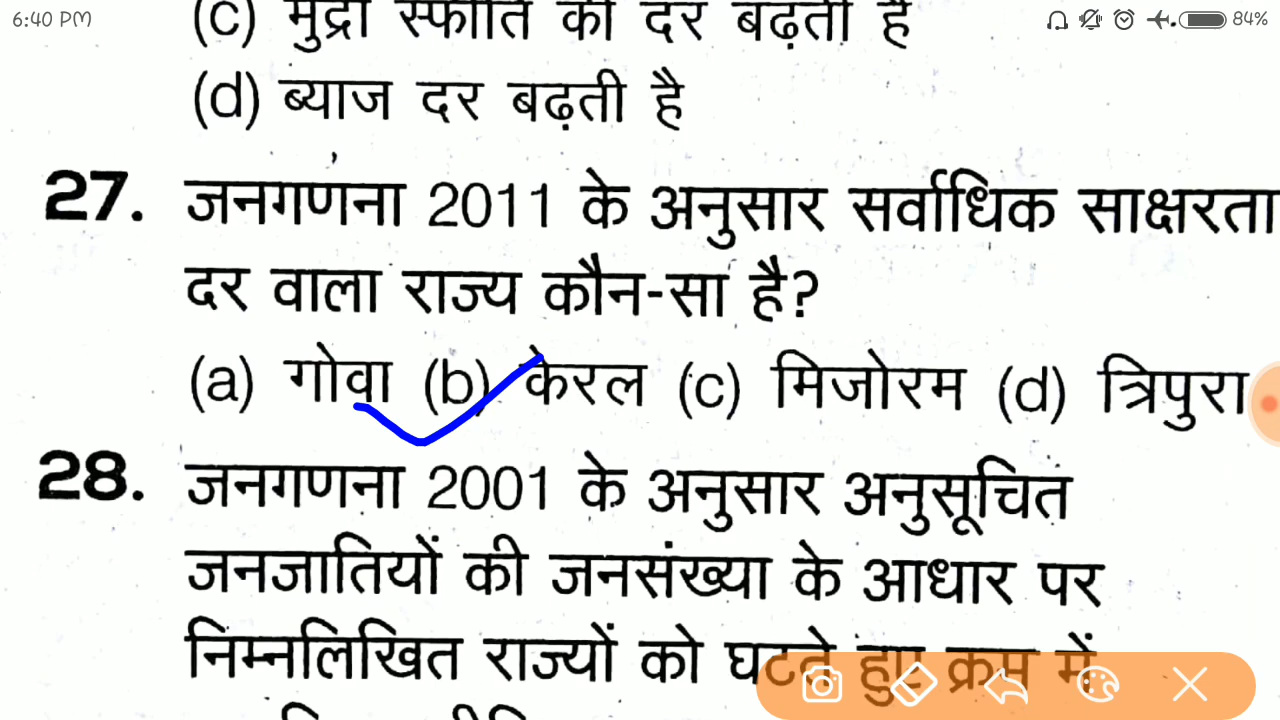 6:40 PM
84%
(c) मुद्रा स्फीति की दर बढ़ती है
(d) ब्याज दर बढ़ती है
27. जनगणना 2011 के अनुसार सर्वाधिक साक्षरता
दर वाला राज्य कौन-सा है?
(a) गोवा (b) केरल (c) मिजोरम (d) त्रिपुरा
28. जनगणना 2001 के अनुसार अनुसूचित
जनजातियों की जनसंख्या के आधार पर
निम्नलिखित राज्यों को घटते हुए क्रम में